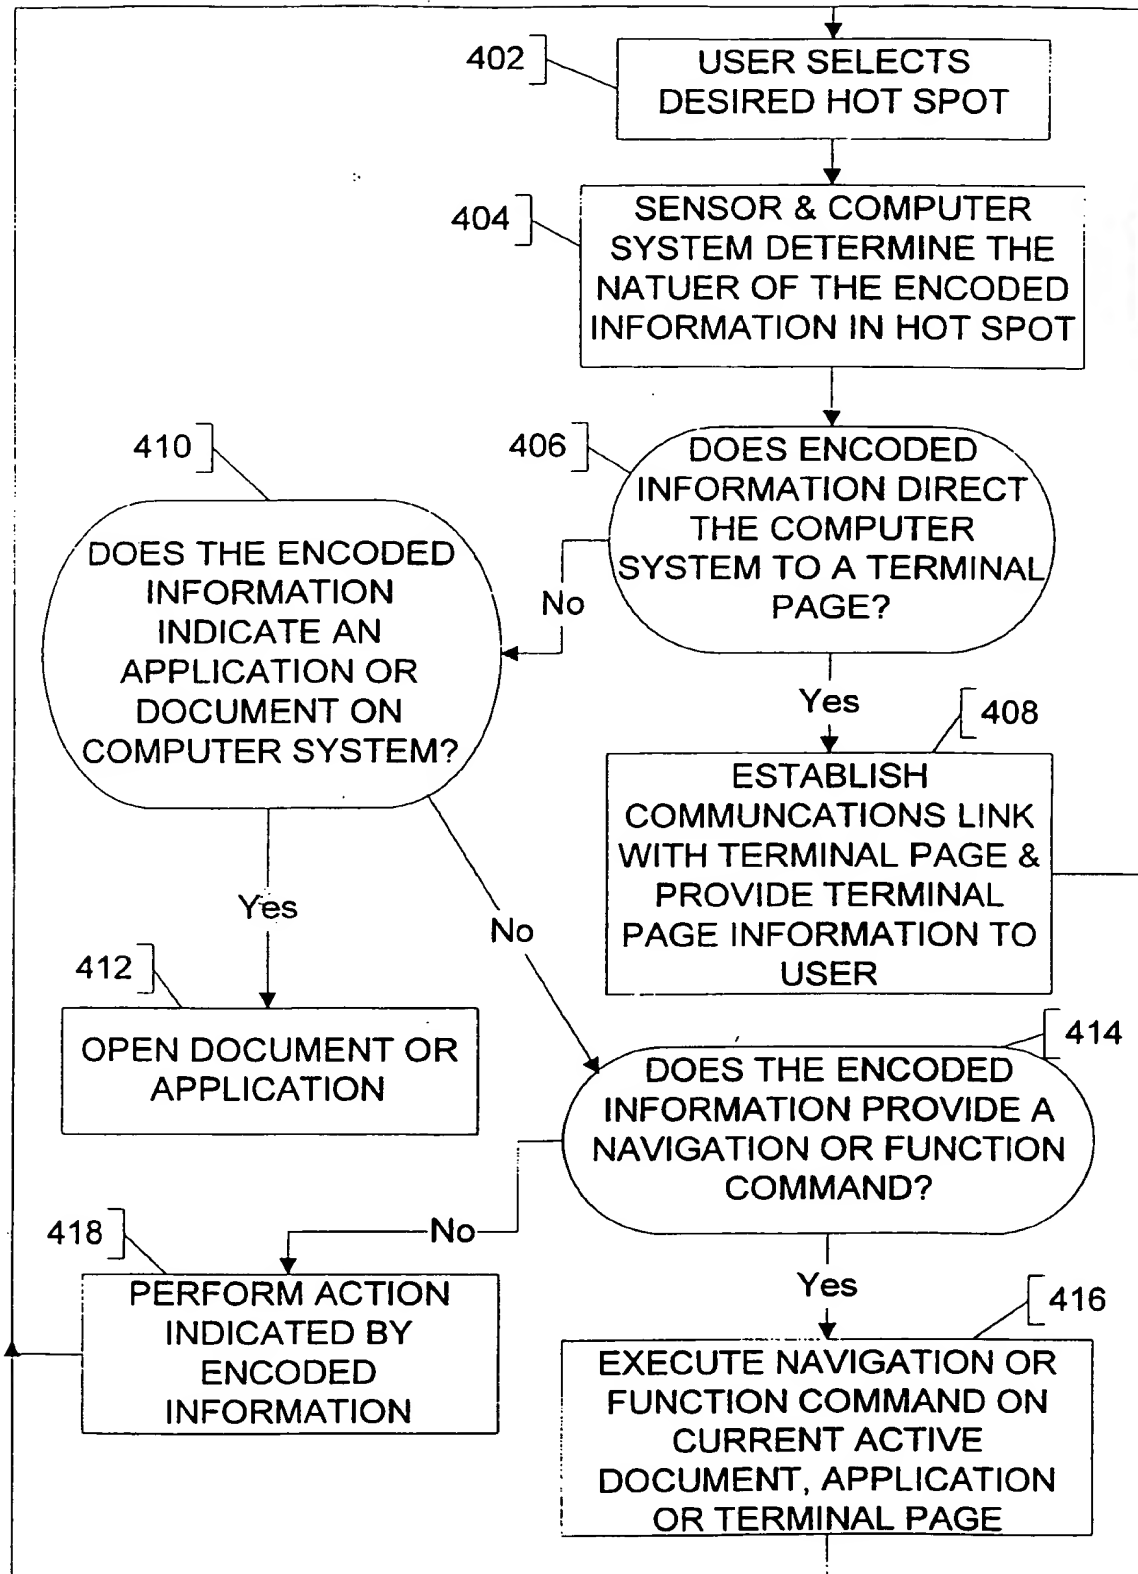 402
USER SELECTS
DESIRED HOT SPOT
404
SENSOR & COMPUTER
SYSTEM DETERMINE THE
NATUER OF THE ENCODED
INFORMATION IN HOT SPOT
406
DOES ENCODED
INFORMATION DIRECT
THE COMPUTER
SYSTEM TO A TERMINAL
PAGE?
No
Yes
410
DOES THE ENCODED
INFORMATION
INDICATE AN
APPLICATION OR
DOCUMENT ON
COMPUTER SYSTEM?
Yes
No
408
ESTABLISH
COMMUNCATIONS LINK
WITH TERMINAL PAGE &
PROVIDE TERMINAL
PAGE INFORMATION TO
USER
412
OPEN DOCUMENT OR
APPLICATION
414
DOES THE ENCODED
INFORMATION PROVIDE A
NAVIGATION OR FUNCTION
COMMAND?
No
Yes
418
PERFORM ACTION
INDICATED BY
ENCODED
INFORMATION
416
EXECUTE NAVIGATION OR
FUNCTION COMMAND ON
CURRENT ACTIVE
DOCUMENT, APPLICATION
OR TERMINAL PAGE